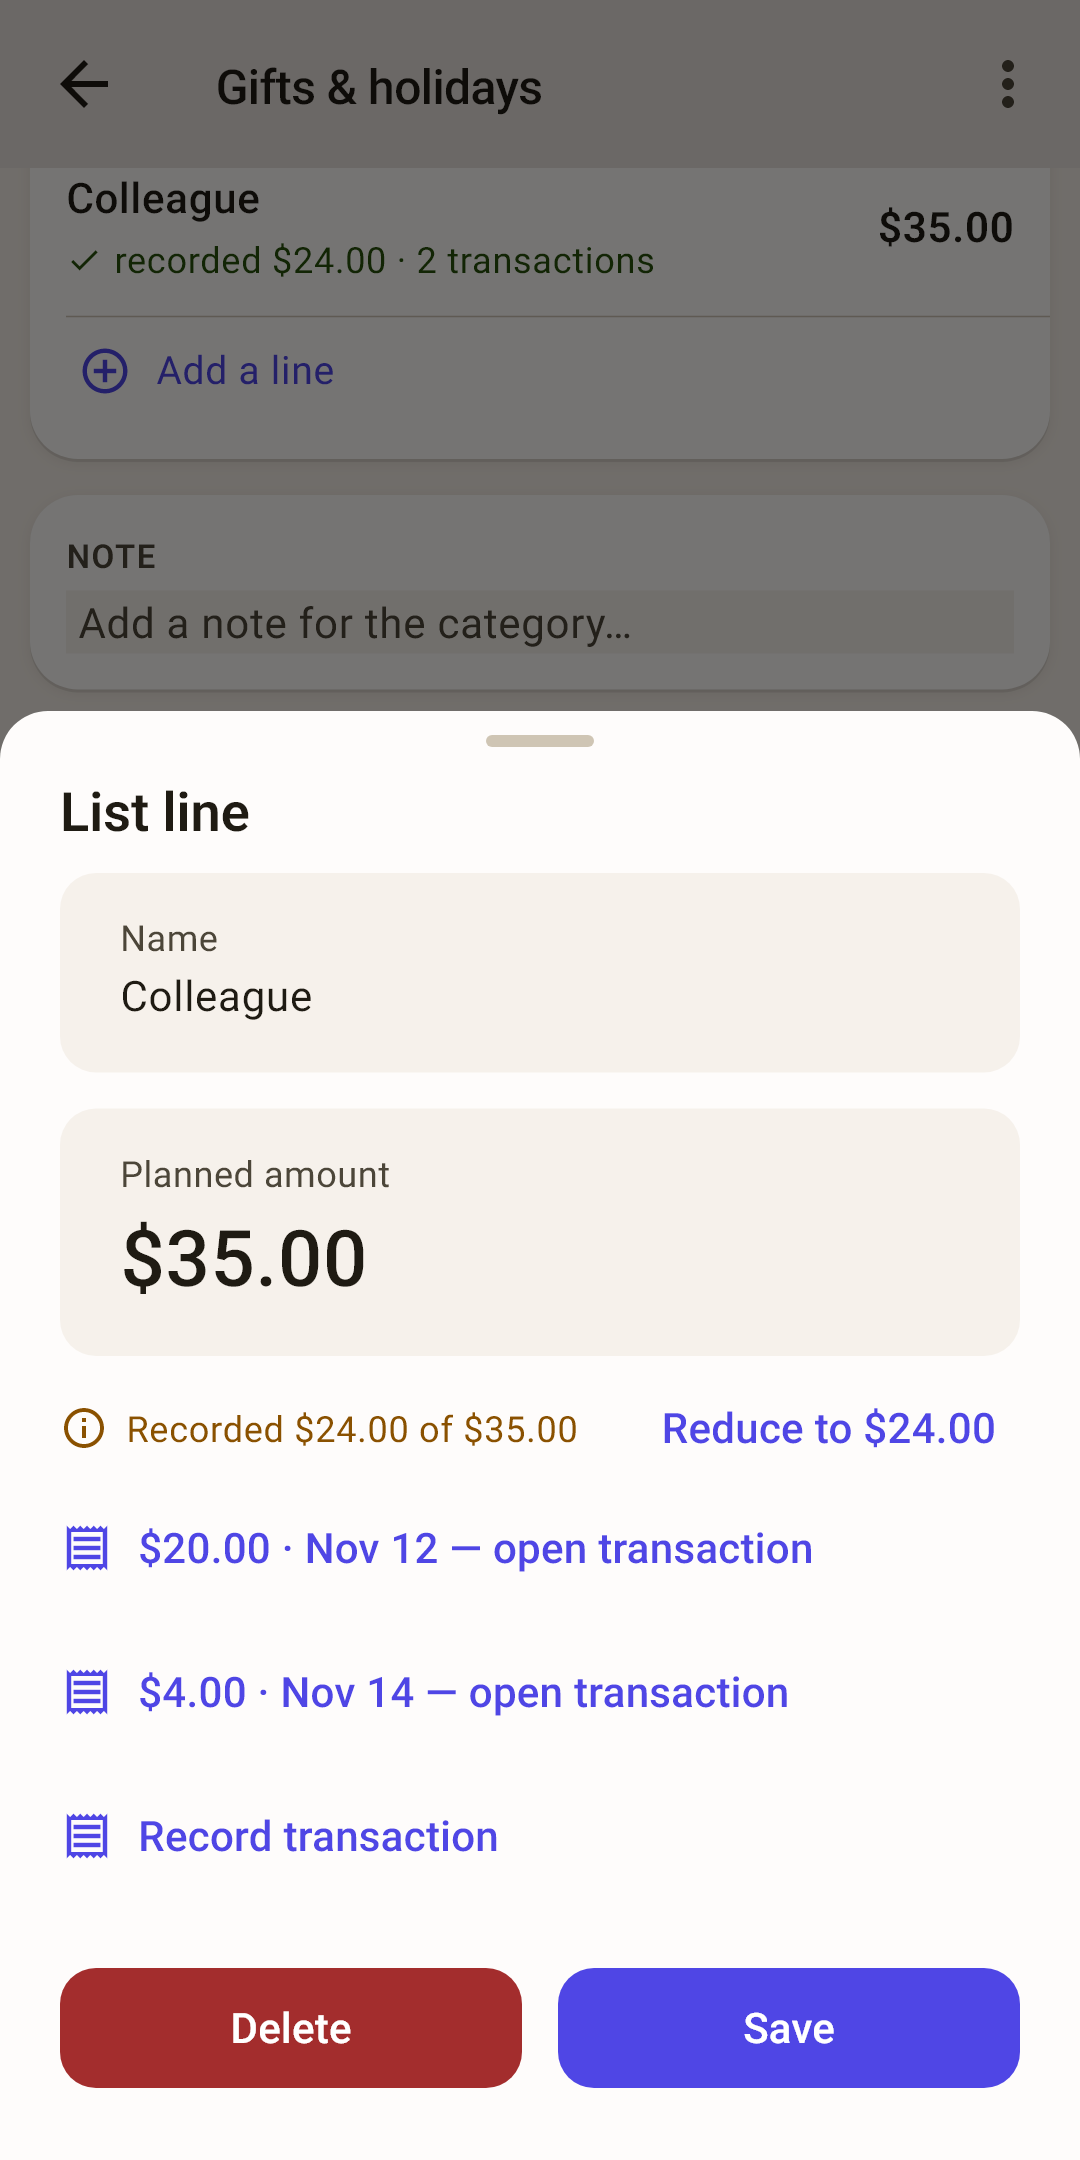 Gifts & holidays
Colleague
$35.00
recorded $24.00 · 2 transactions
Add a line
NOTE
Add a note for the category…
List line
Name
Colleague
Planned amount
$35.00
Recorded $24.00 of $35.00
Reduce to $24.00
$20.00 · Nov 12 — open transaction
$4.00 · Nov 14 — open transaction
Record transaction
Delete
Save